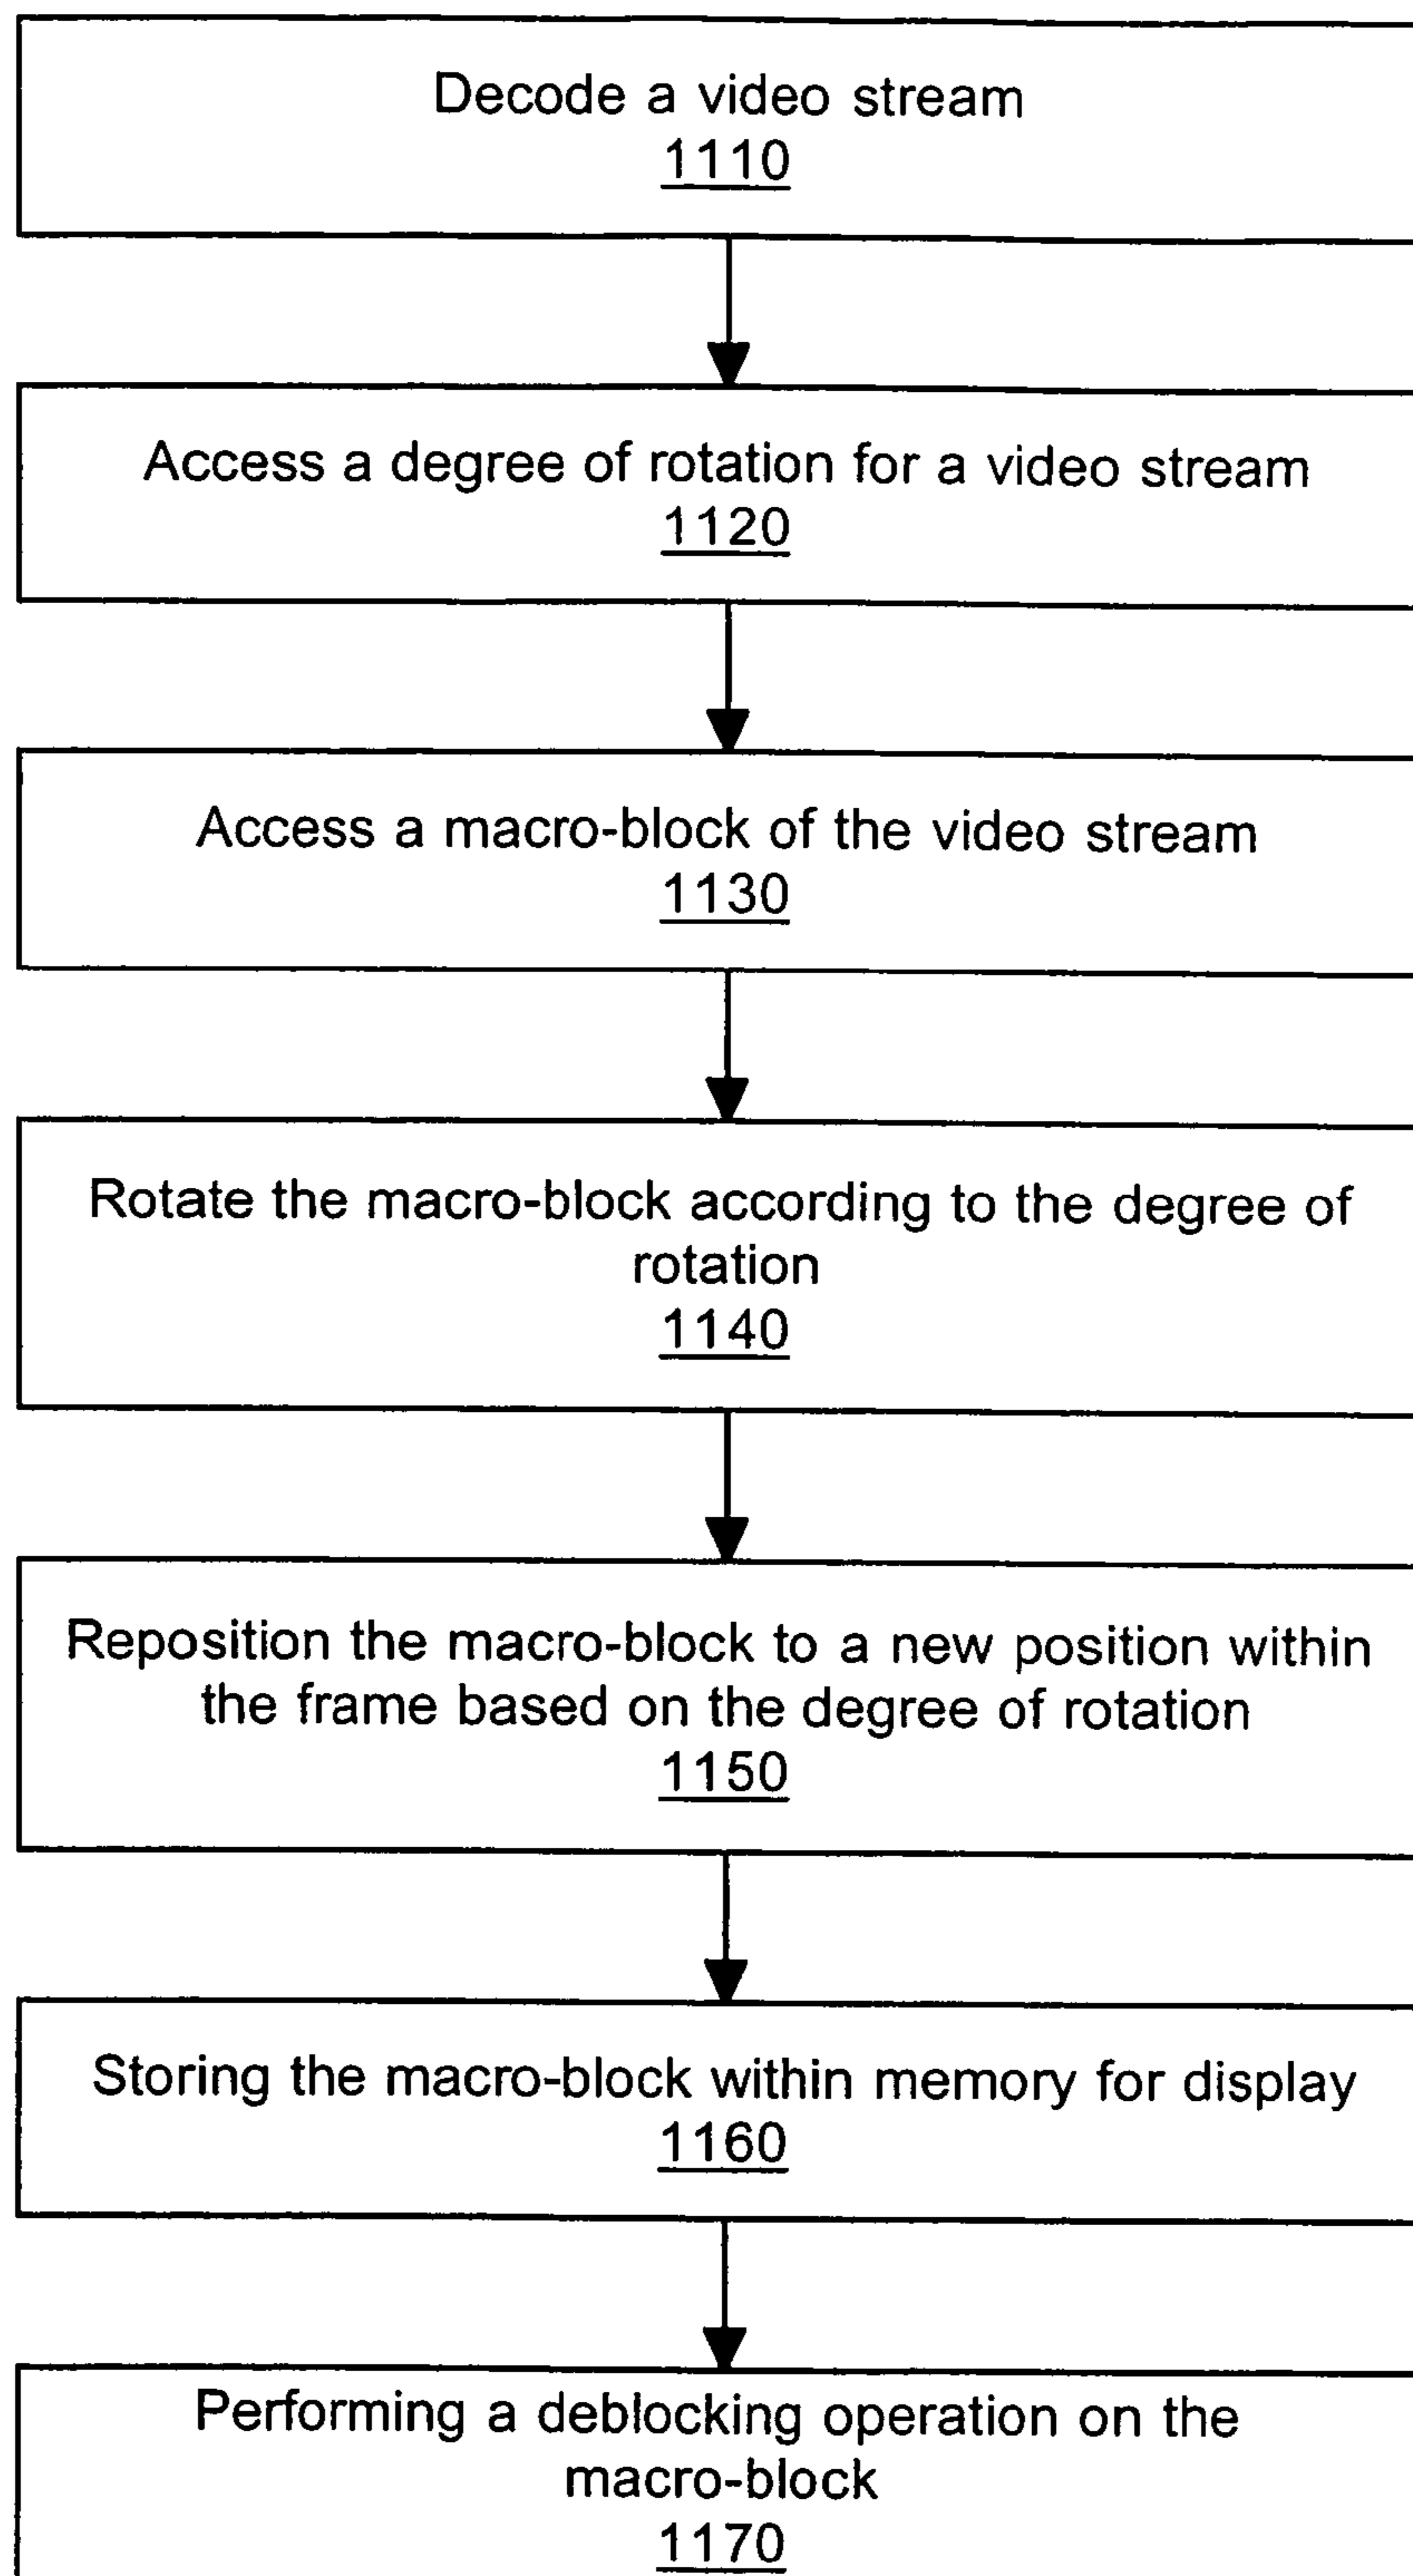 Decode a video stream
1110
Access a degree of rotation for a video stream
1120
Access a macro-block of the video stream
1130
Rotate the macro-block according to the degree of
rotation
1140
Reposition the macro-block to a new position within
the frame based on the degree of rotation
1150
Storing the macro-block within memory for display
1160
Performing a deblocking operation on the
macro-block
1170